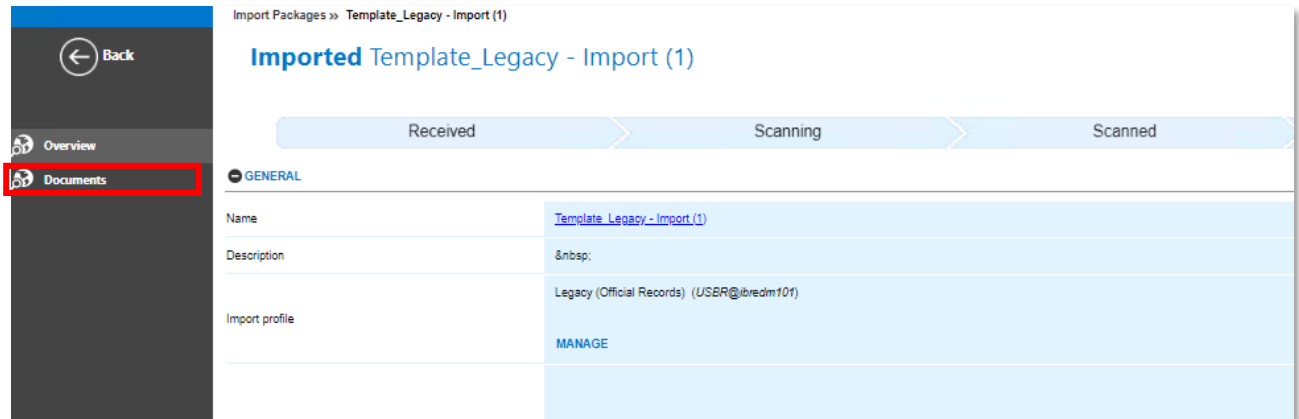 Import Packages » Template_Legacy - Import (1)
Back
Imported Template_Legacy - Import (1)
Received Scanning Scanned
Overview
Documents
GENERAL
Name Template_Legacy - Import (1)
Description &nbsp;
Legacy (Official Records) (USBR@ibredm101)
Import profile
MANAGE